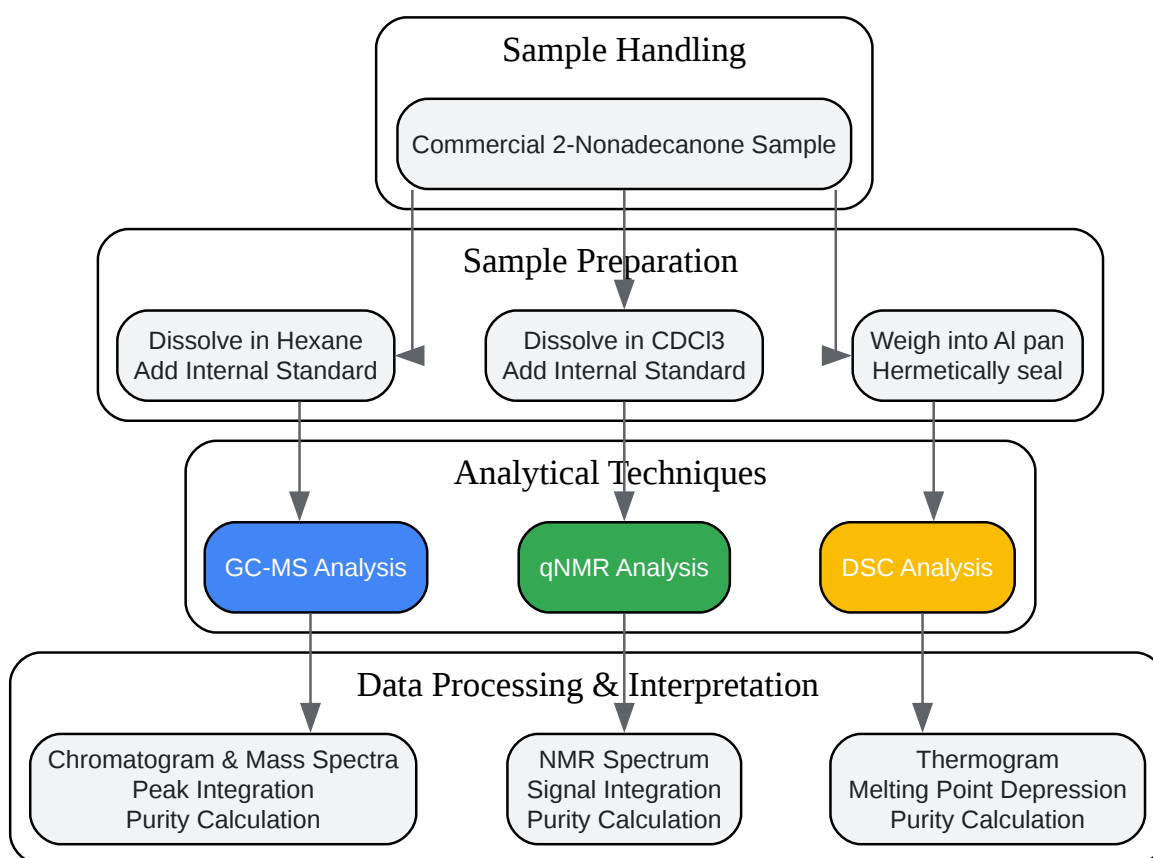 Sample Handling
Commercial 2-Nonadecanone Sample
Sample Preparation
Dissolve in Hexane
Add Internal Standard
Dissolve in CDCl3
Add Internal Standard
Weigh into Al pan
Hermetically seal
Analytical Techniques
GC-MS Analysis
qNMR Analysis
DSC Analysis
Data Processing & Interpretation
Chromatogram & Mass Spectra
Peak Integration
Purity Calculation
NMR Spectrum
Signal Integration
Purity Calculation
Thermogram
Melting Point Depression
Purity Calculation